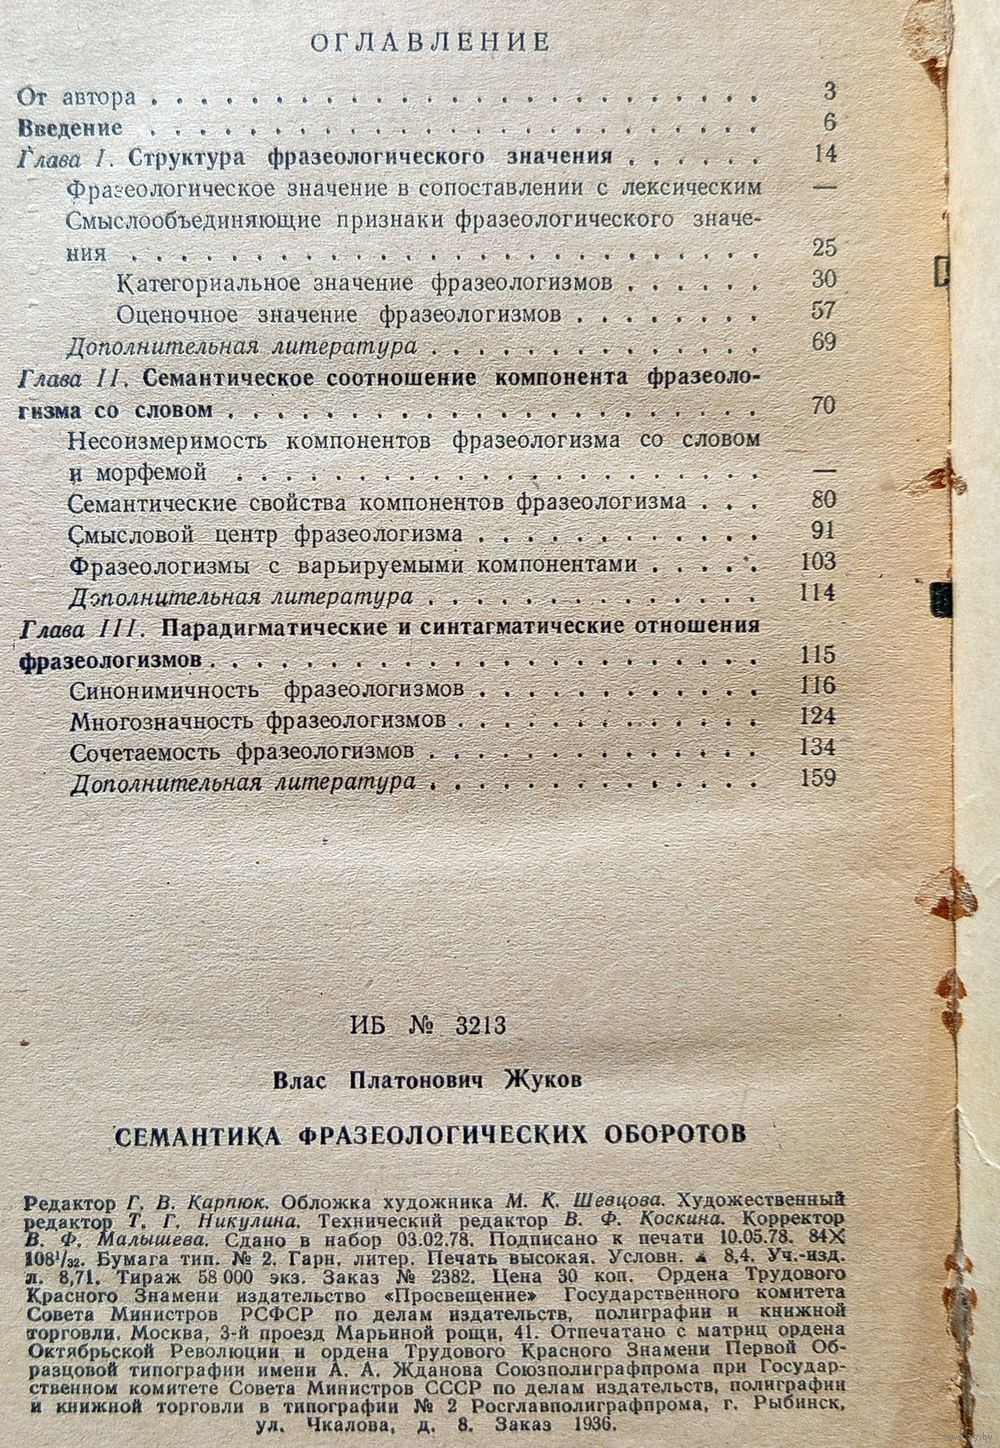 ОГЛАВЛЕНИЕ
От автора . . . . . . . . . . . . . . . . . . . . . . . . . 3
Введение . . . . . . . . . . . . . . . . . . . . . . . . . 6
Глава I. Структура фразеологического значения . . . . . . 14
Фразеологическое значение в сопоставлении с лексическим —
Смыслообъединяющие признаки фразеологического значе-
ния . . . . . . . . . . . . . . . . . . . . . . . . . . 25
Категориальное значение фразеологизмов . . . . . . 30
Оценочное значение фразеологизмов . . . . . . . . 57
Дополнительная литература . . . . . . . . . . . . . . 69
Глава II. Семантическое соотношение компонента фразеоло-
гизма со словом . . . . . . . . . . . . . . . . . . . . . . 70
Несоизмеримость компонентов фразеологизма со словом
и морфемой . . . . . . . . . . . . . . . . . . . . . . —
Семантические свойства компонентов фразеологизма . . . 80
Смысловой центр фразеологизма . . . . . . . . . . . . 91
Фразеологизмы с варьируемыми компонентами . . . . . 103
Дополнительная литература . . . . . . . . . . . . . . 114
Глава III. Парадигматические и синтагматические отношения
фразеологизмов . . . . . . . . . . . . . . . . . . . . . . 115
Синонимичность фразеологизмов . . . . . . . . . . . . 116
Многозначность фразеологизмов . . . . . . . . . . . . . 124
Сочетаемость фразеологизмов . . . . . . . . . . . . . . 134
Дополнительная литература . . . . . . . . . . . . . . 159
ИБ № 3213
Влас Платонович Жуков
СЕМАНТИКА ФРАЗЕОЛОГИЧЕСКИХ ОБОРОТОВ
Редактор Г. В. Карпюк. Обложка художника М. К. Шевцова. Художественный
редактор Т. Г. Никулина. Технический редактор В. Ф. Коскина. Корректор
В. Ф. Малышева. Сдано в набор 03.02.78. Подписано к печати 10.05.78. 84X
108¹/₃₂. Бумага тип. № 2. Гарн. литер. Печать высокая. Условн. л 8,4. Уч.-изд.
л. 8,71. Тираж 58 000 экз. Заказ № 2382. Цена 30 коп. Ордена Трудового
Красного Знамени издательство «Просвещение» Государственного комитета
Совета Министров РСФСР по делам издательств, полиграфии и книжной
торговли. Москва, 3-й проезд Марьиной рощи, 41. Отпечатано с матриц ордена
Октябрьской Революции и ордена Трудового Красного Знамени Первой Об-
разцовой типографии имени А. А. Жданова Союзполиграфпрома при Государ-
ственном комитете Совета Министров СССР по делам издательств, полиграфии
и книжной торговли в типографии № 2 Росглавполиграфпрома, г. Рыбинск,
ул. Чкалова, д. 8. Заказ 1936.